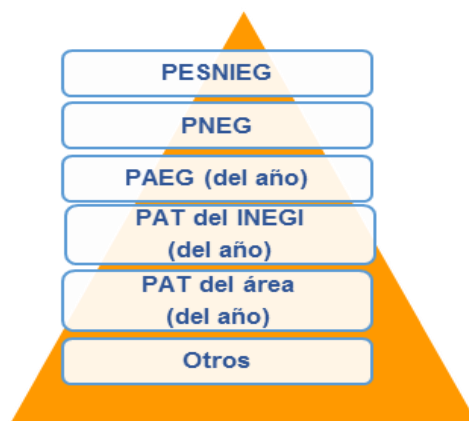 PESNIEG
PNEG
PAEG (del año)
PAT del INEGI
(del año)
PAT del área
(del año)
Otros